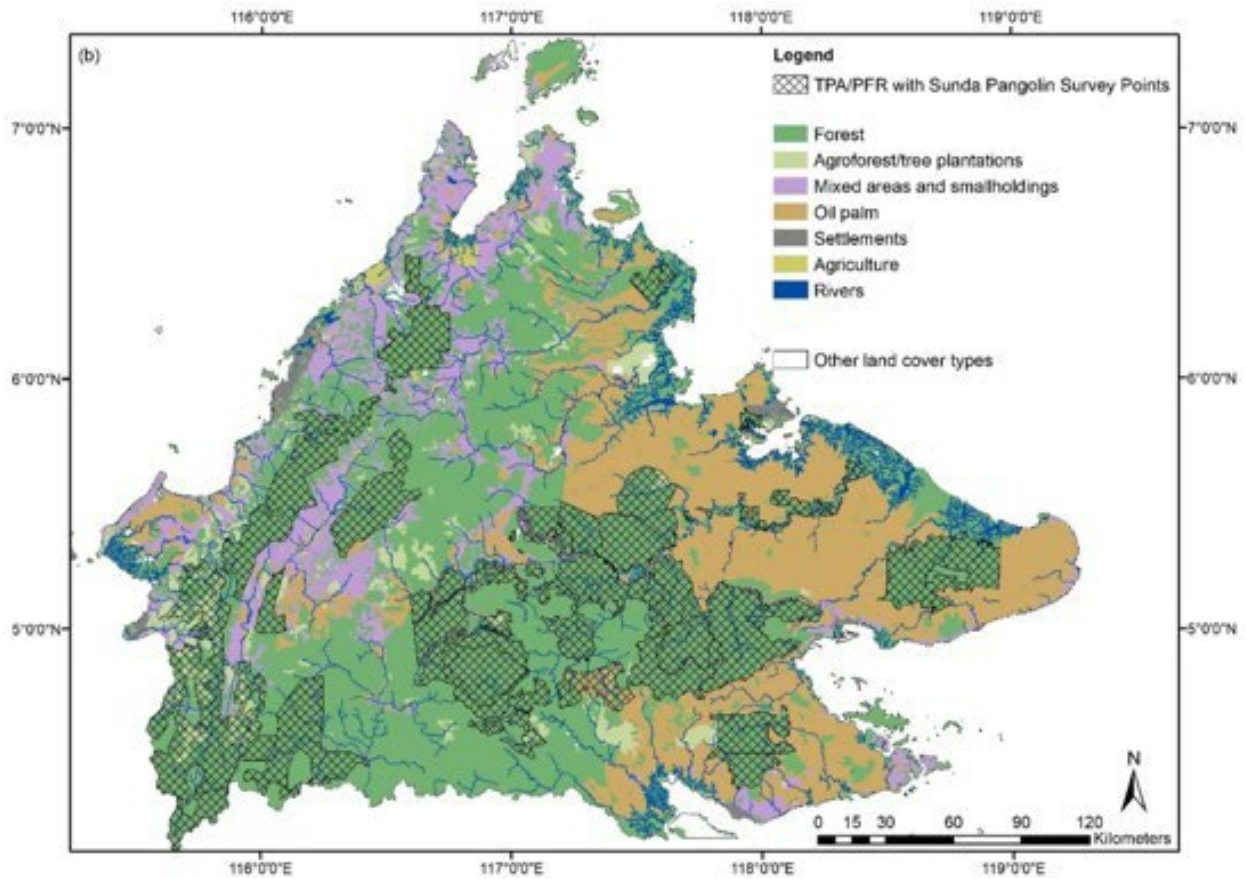 116°0'0"E 117°0'0"E 118°0'0"E 119°0'0"E
(b)
Legend
TPA/PFR with Sunda Pangolin Survey Points
Forest
Agroforest/tree plantations
Mixed areas and smallholdings
Oil palm
Settlements
Agriculture
Rivers
Other land cover types
7°0'0"N 7°0'0"N
6°0'0"N 6°0'0"N
5°0'0"N 5°0'0"N
N
0 15 30 60 90 120
Kilometers
116°0'0"E 117°0'0"E 118°0'0"E 119°0'0"E